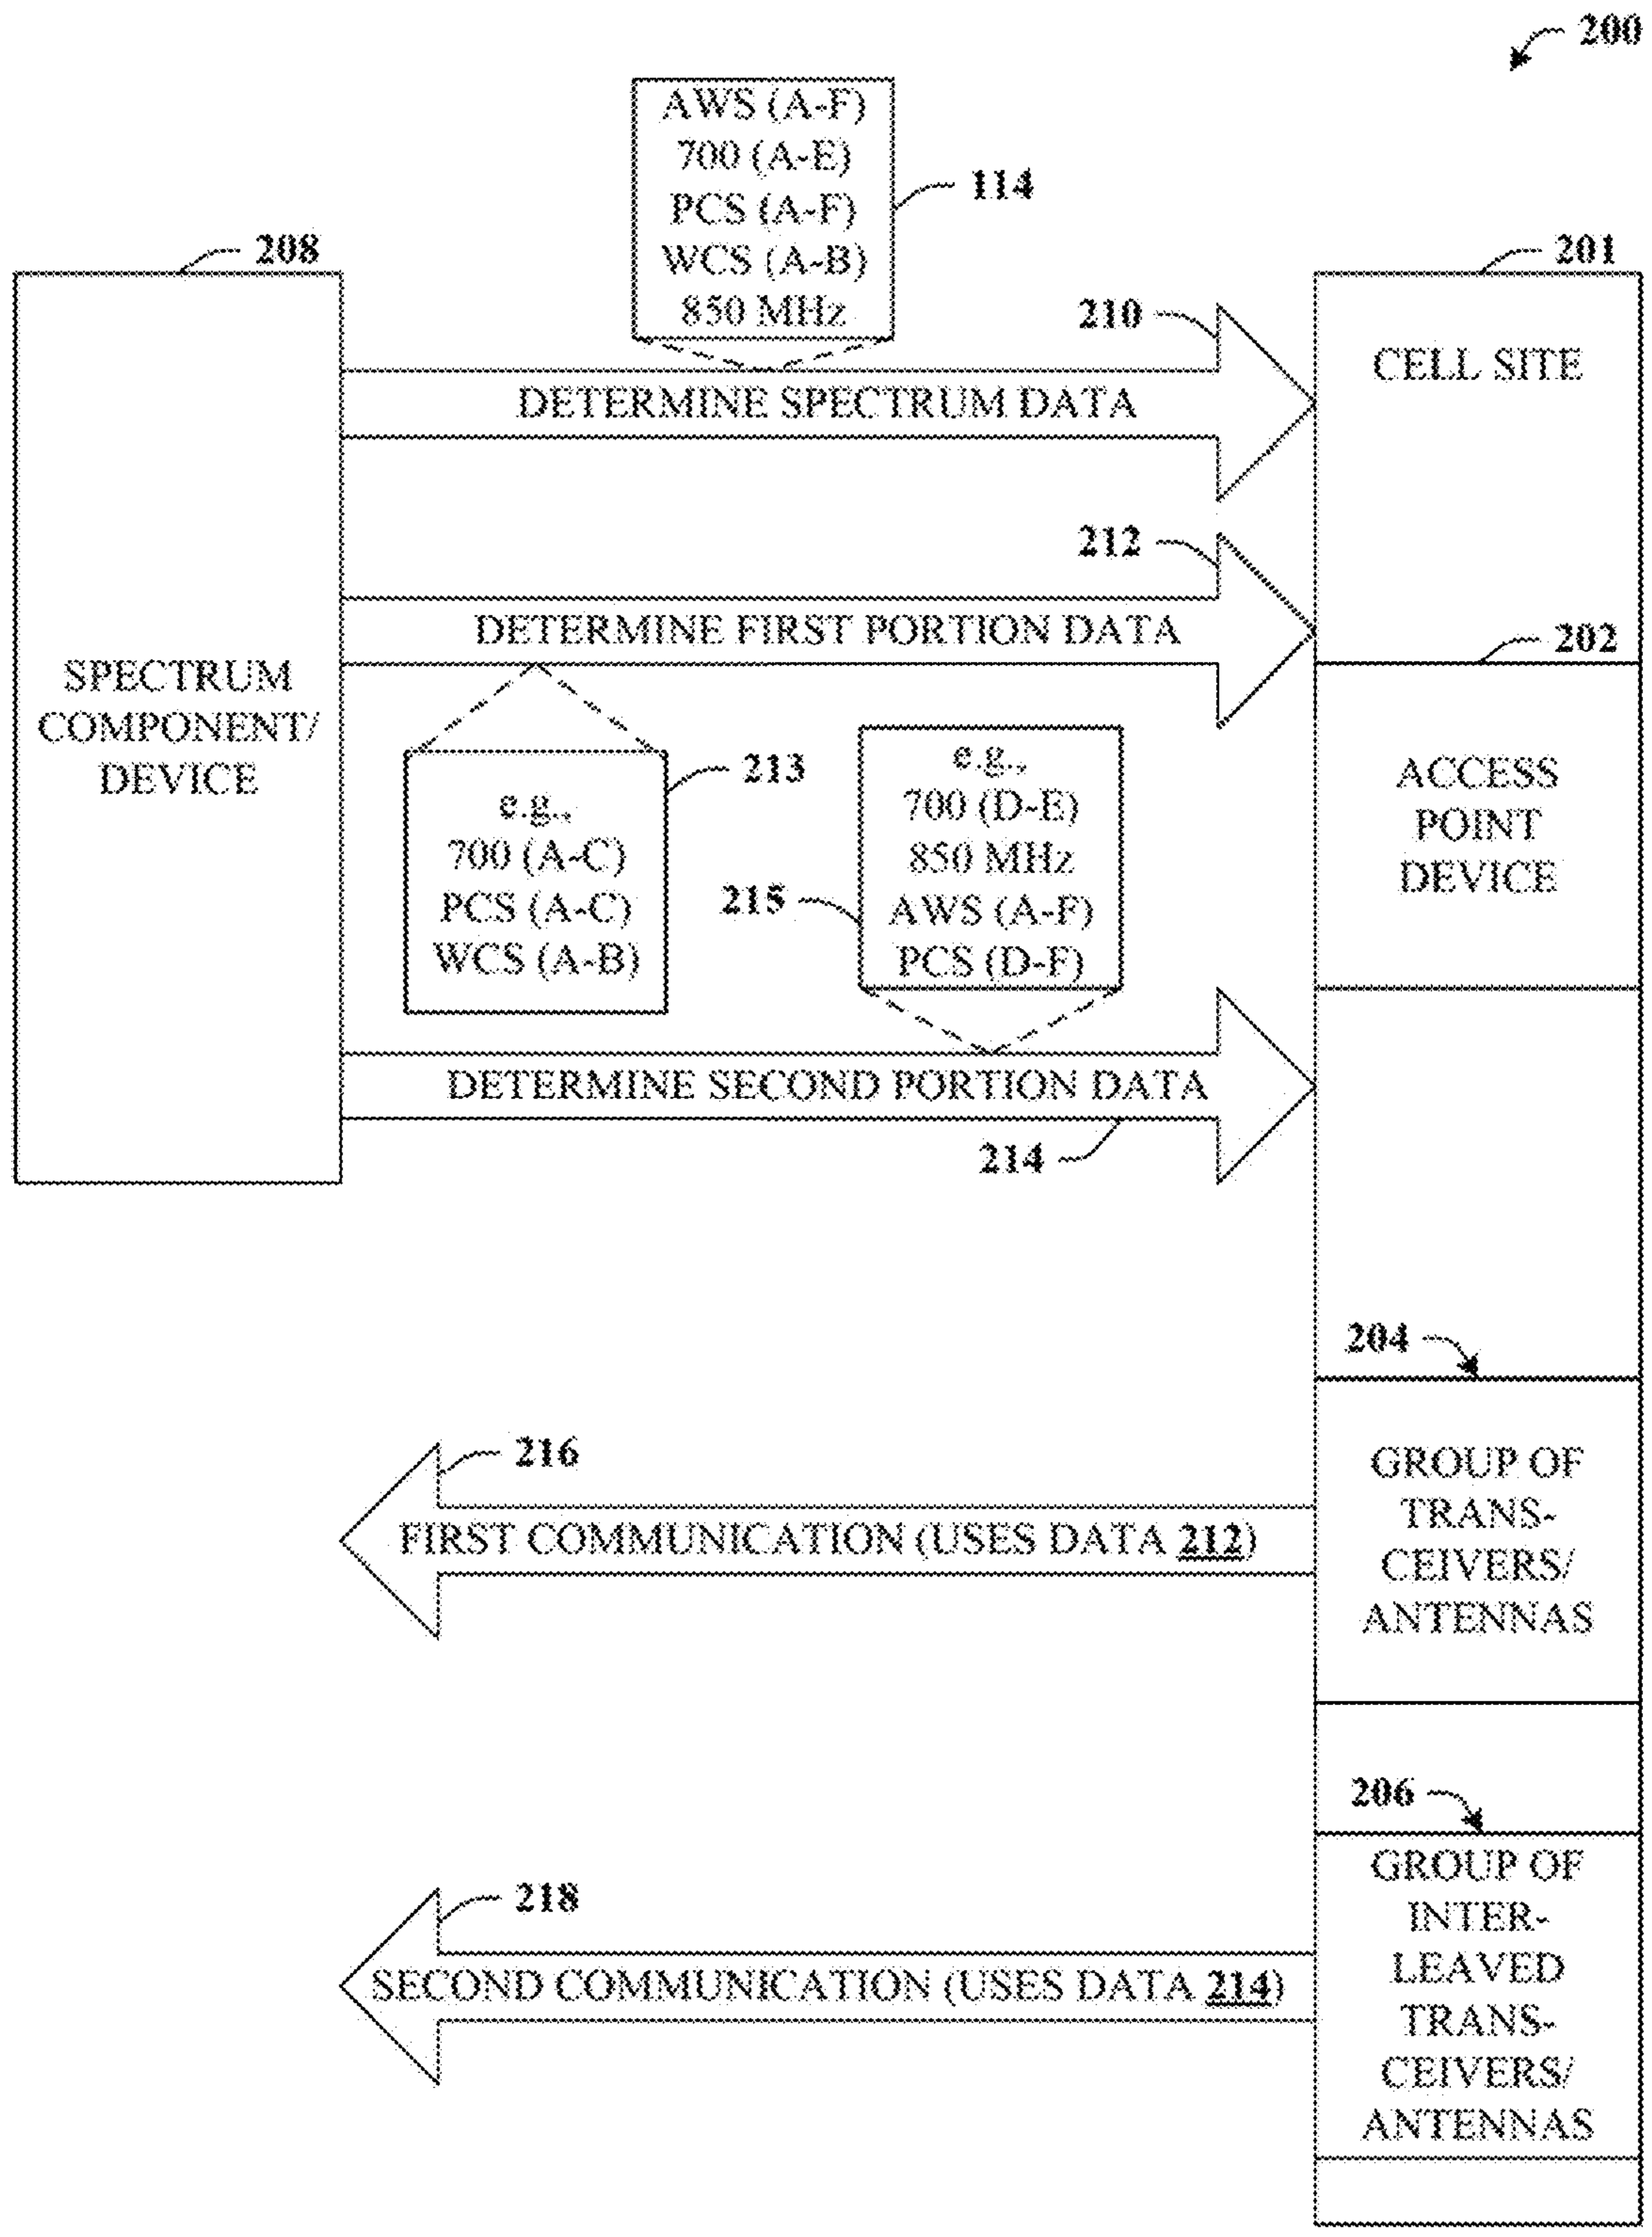 200
AWS (A-F)
700 (A-E)
PCS (A-F)
WCS (A-B)
850 MHz
114
208
201
210
CELL SITE
DETERMINE SPECTRUM DATA
212
DETERMINE FIRST PORTION DATA
202
SPECTRUM
COMPONENT/
DEVICE
213
e.g.,
700 (A-C)
PCS (A-C)
WCS (A-B)
215
e.g.,
700 (D-E)
850 MHz
AWS (A-F)
PCS (D-F)
ACCESS
POINT
DEVICE
DETERMINE SECOND PORTION DATA
214
204
216
FIRST COMMUNICATION (USES DATA 212)
GROUP OF
TRANS-
CEIVERS/
ANTENNAS
206
218
SECOND COMMUNICATION (USES DATA 214)
GROUP OF
INTER-
LEAVED
TRANS-
CEIVERS/
ANTENNAS